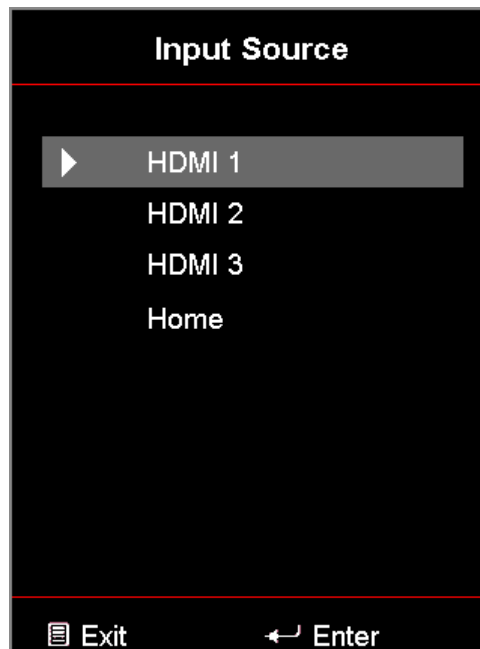 Input Source
HDMI 1
HDMI 2
HDMI 3
Home
Exit Enter